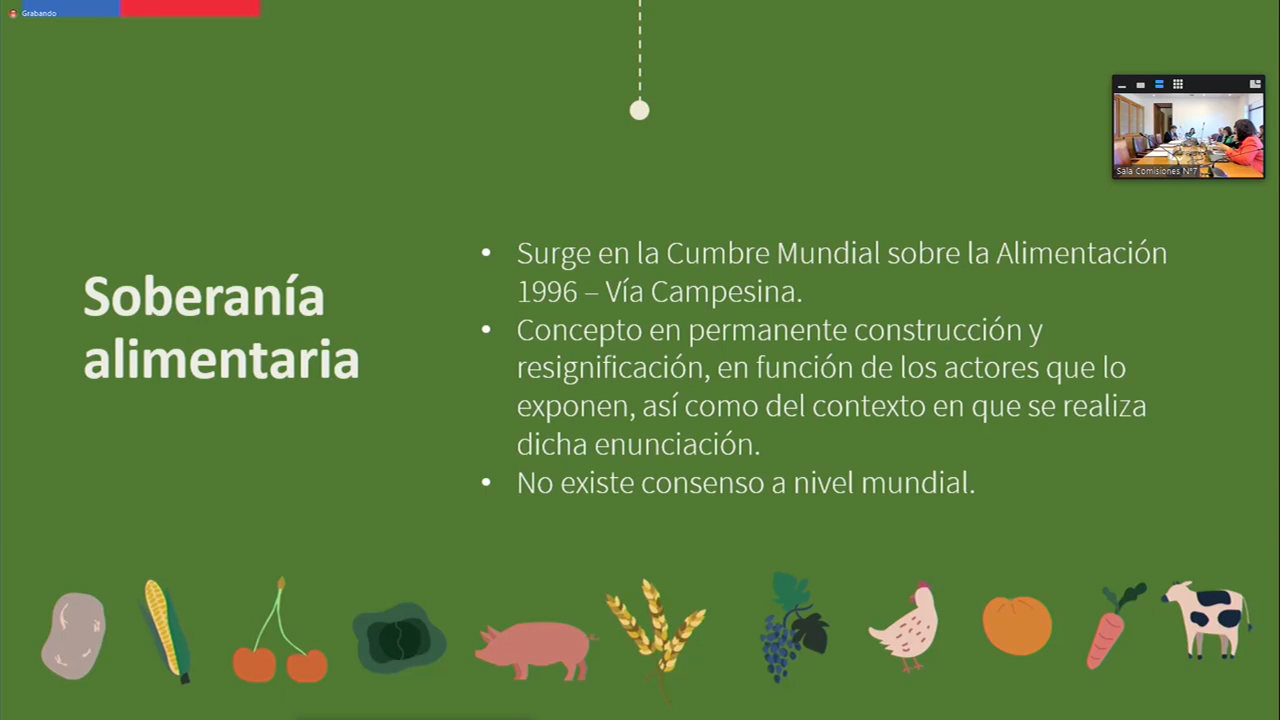 Grabando
Sala Comisiones N°7
Soberanía
alimentaria
• Surge en la Cumbre Mundial sobre la Alimentación
1996 – Vía Campesina.
• Concepto en permanente construcción y
resignificación, en función de los actores que lo
exponen, así como del contexto en que se realiza
dicha enunciación.
• No existe consenso a nivel mundial.